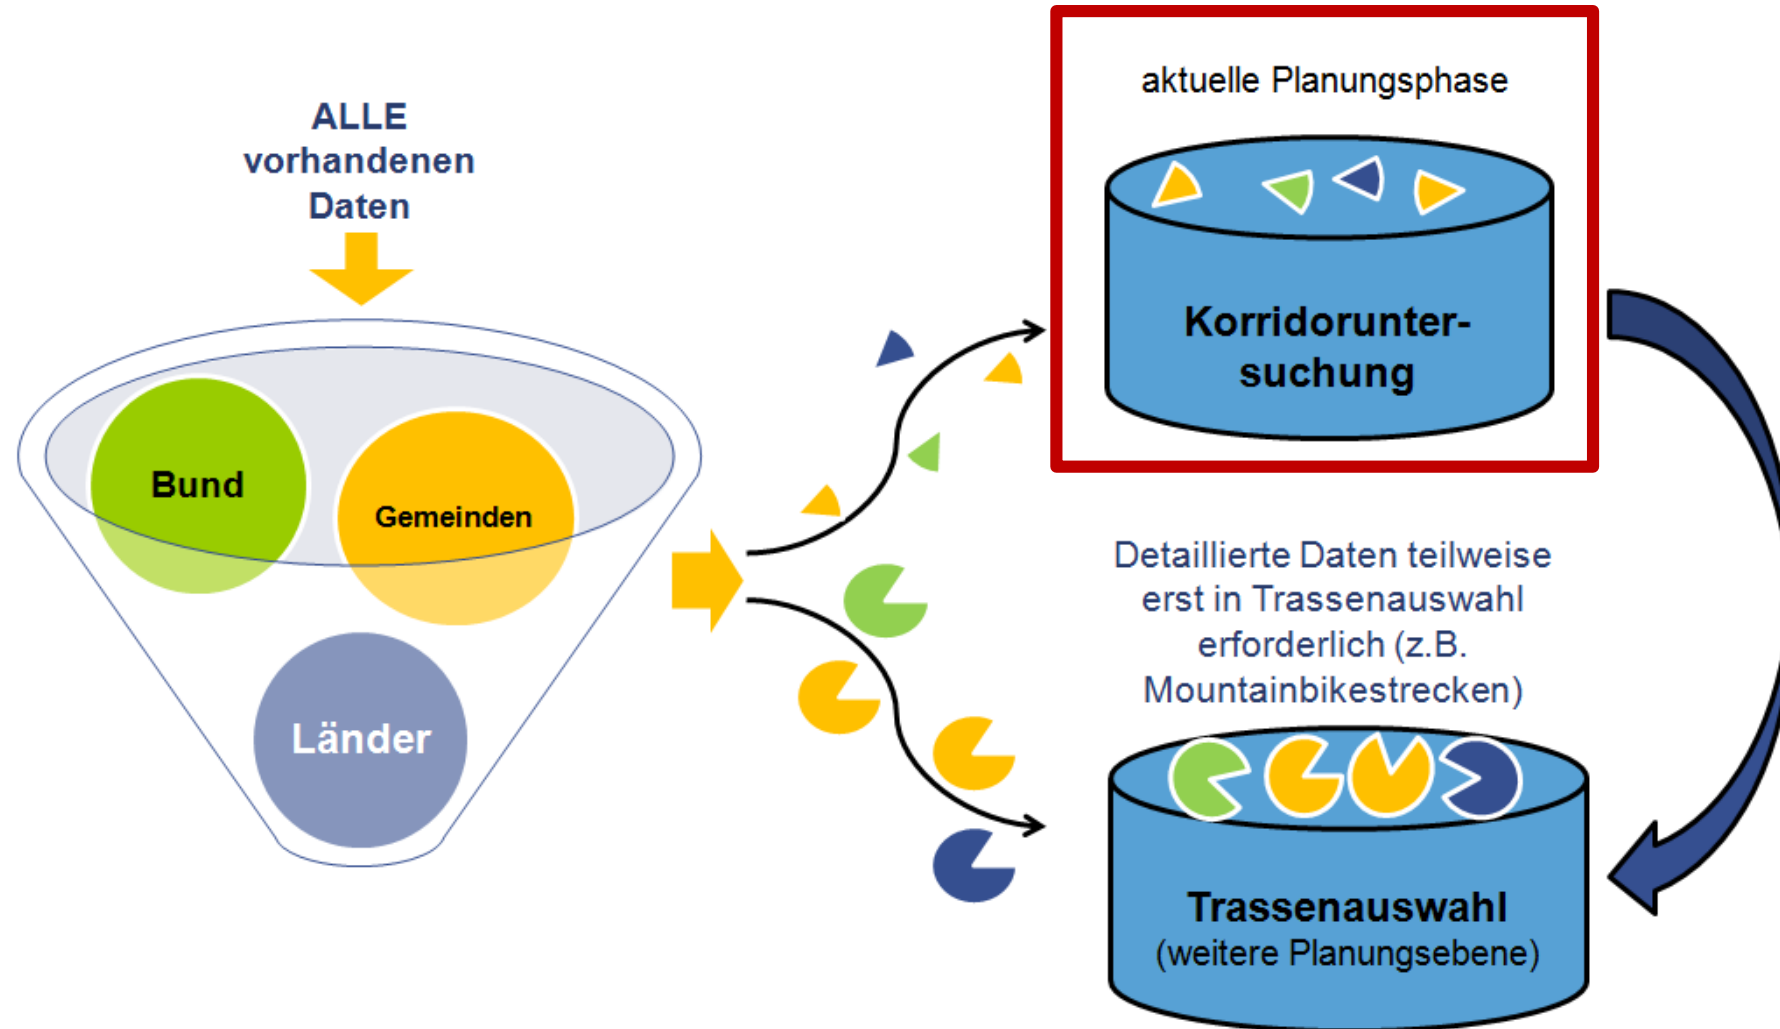 ALLE
vorhandenen
Daten
Bund
Gemeinden
Länder
aktuelle Planungsphase
Korridorunter-
suchung
Detaillierte Daten teilweise
erst in Trassenauswahl
erforderlich (z.B.
Mountainbikestrecken)
Trassenauswahl
(weitere Planungsebene)